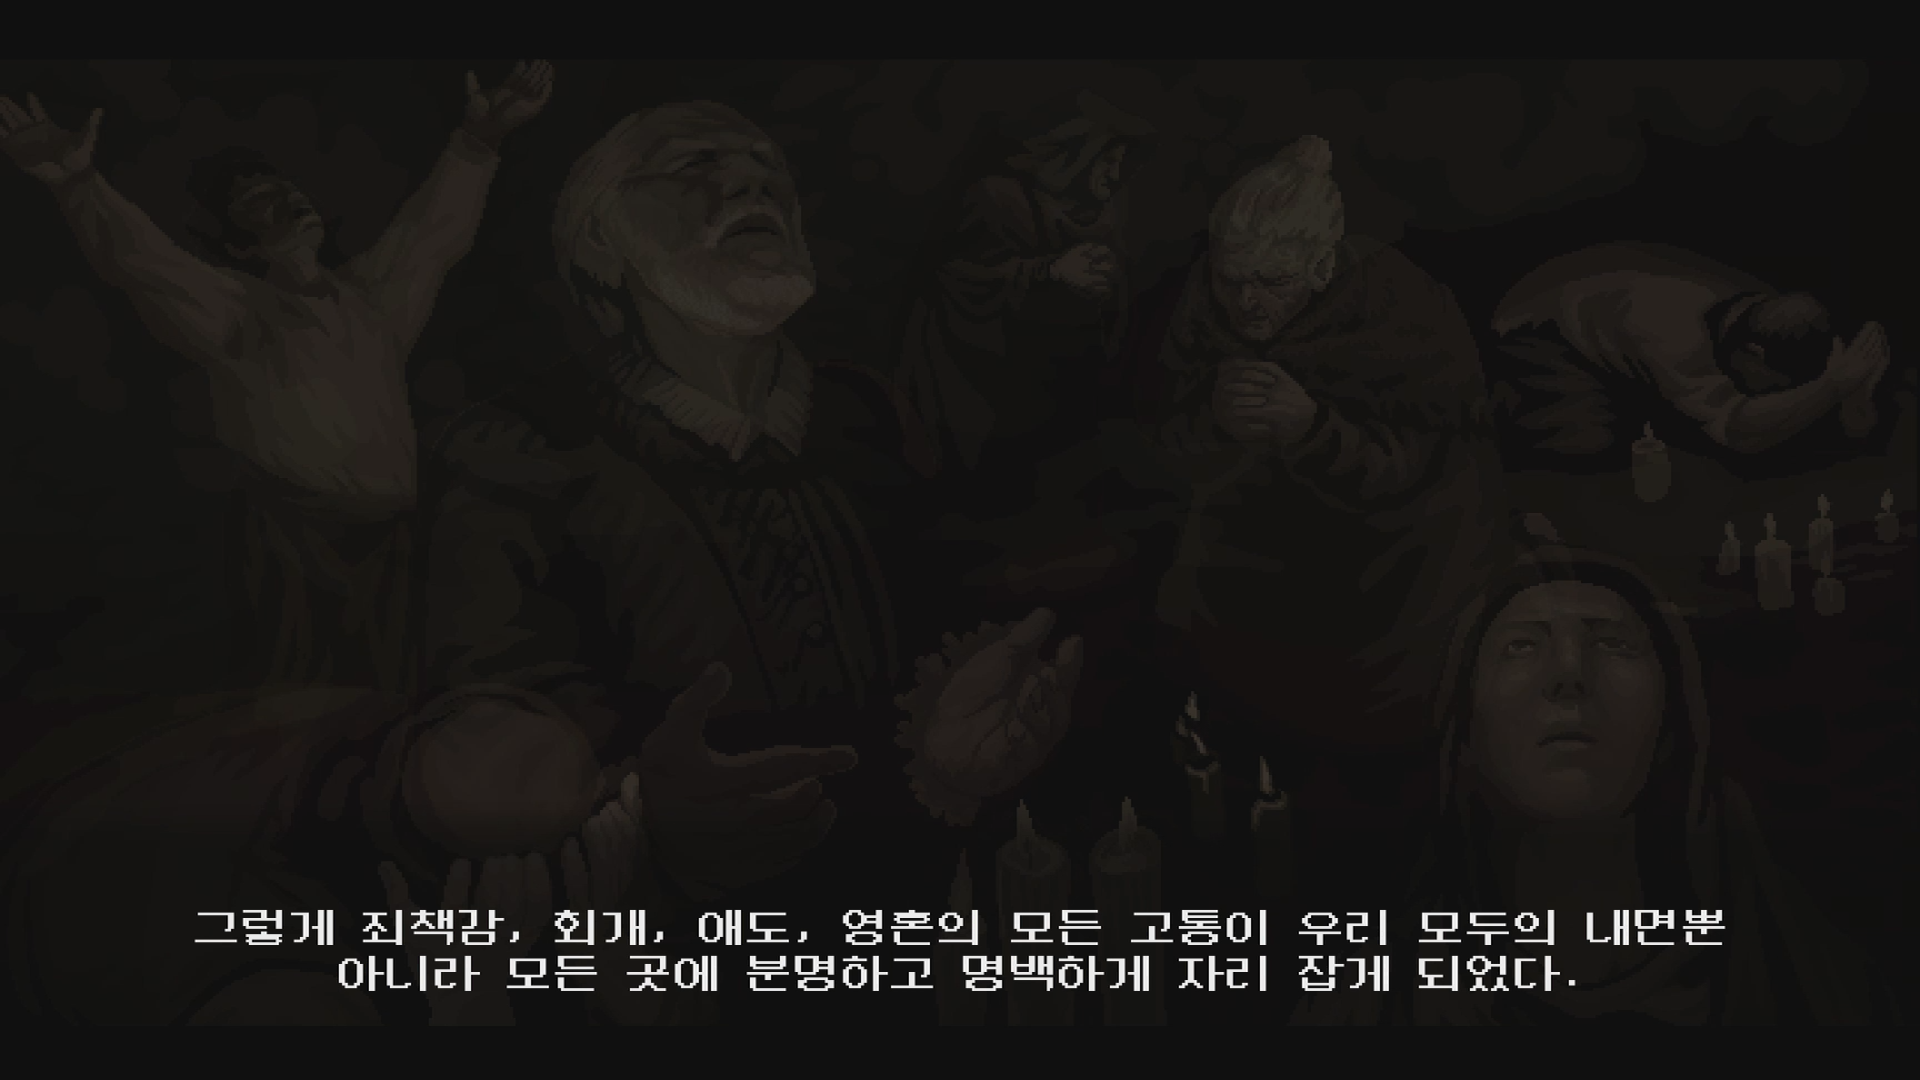 그렇게 죄책감, 회개, 애도, 영혼의 모든 고통이 우리 모두의 내면뿐
아니라 모든 곳에 분명하고 명백하게 자리 잡게 되었다.